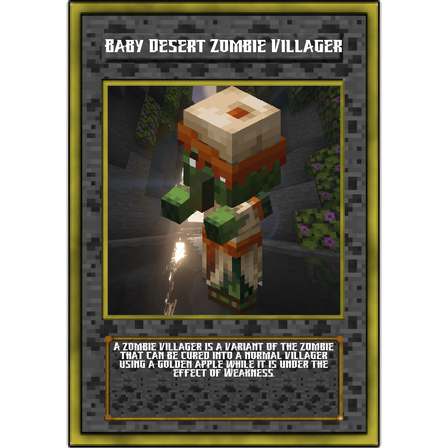 Baby Desert Zombie Villager
A zombie villager is a variant of the zombie
that can be cured into a normal villager
using a golden apple while it is under the
effect of Weakness.